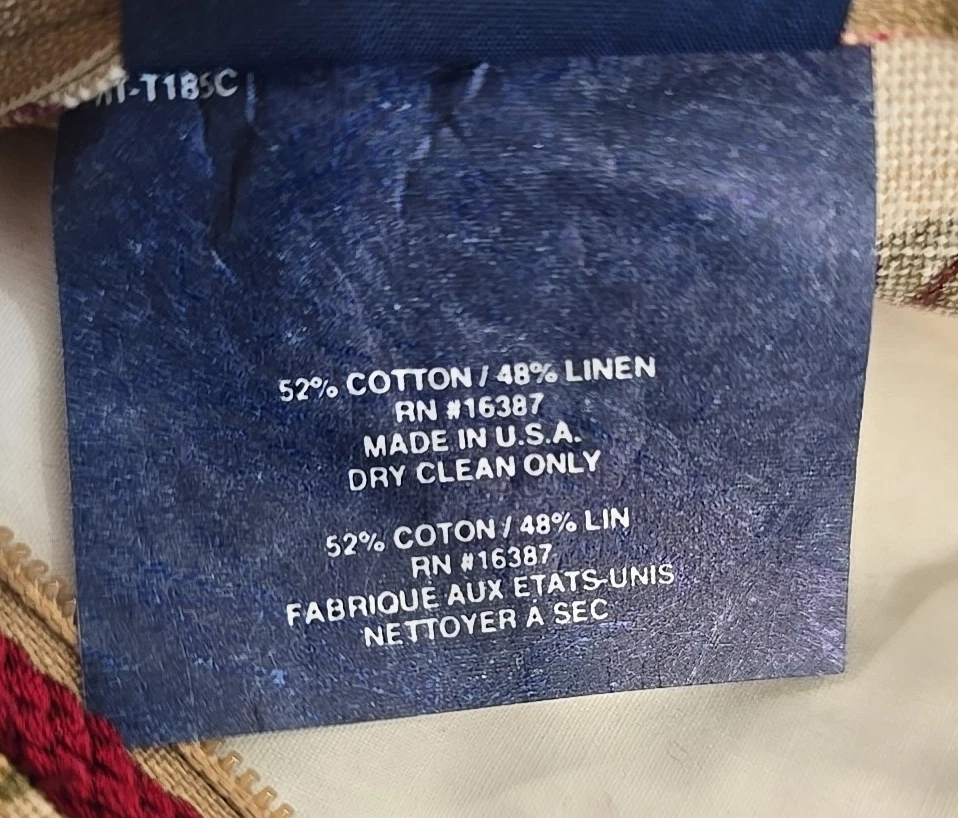 -T185C
52% COTTON / 48% LINEN
RN #16387
MADE IN U.S.A.
DRY CLEAN ONLY
52% COTON / 48% LIN
RN #16387
FABRIQUE AUX ETATS-UNIS
NETTOYER A SEC